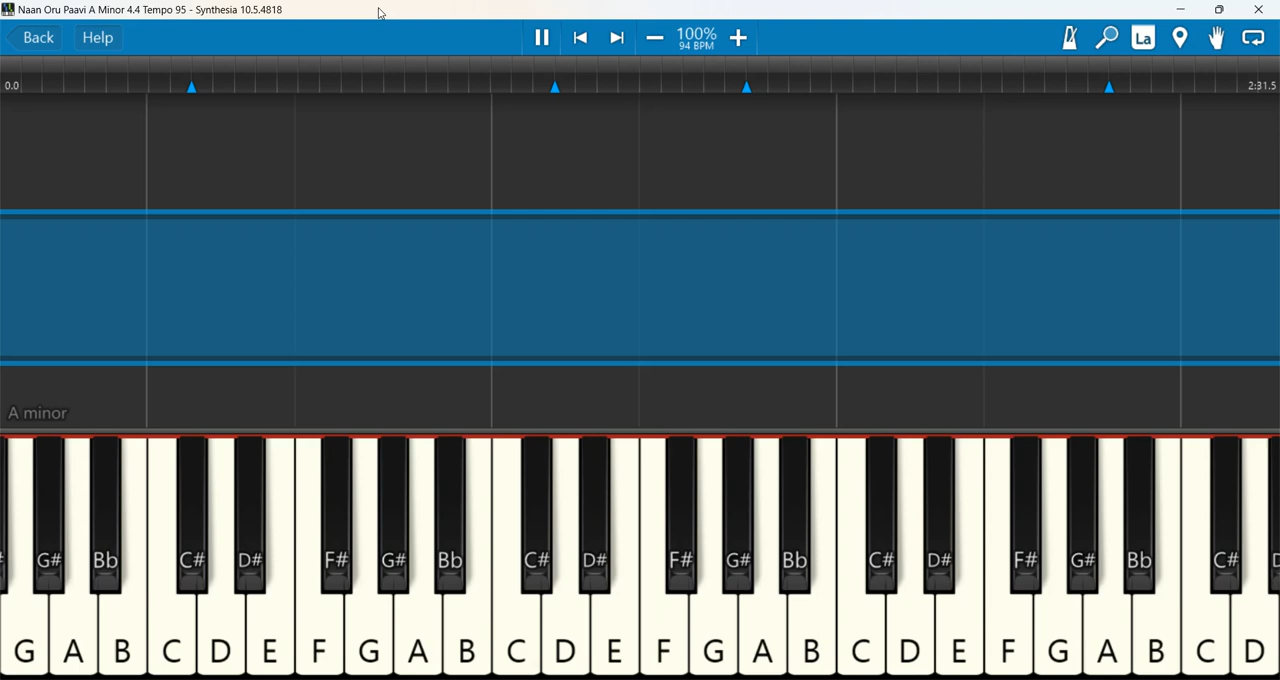 Naan Oru Paavi A Minor 4.4 Tempo 95 - Synthesia 10.5.4818
Back Help 100% 94 BPM La
0.0 2:31.5
A minor
G# Bb C# D# F# G# Bb C# D# F# G# Bb C# D# F# G# Bb C#
G A B C D E F G A B C D E F G A B C D E F G A B C D